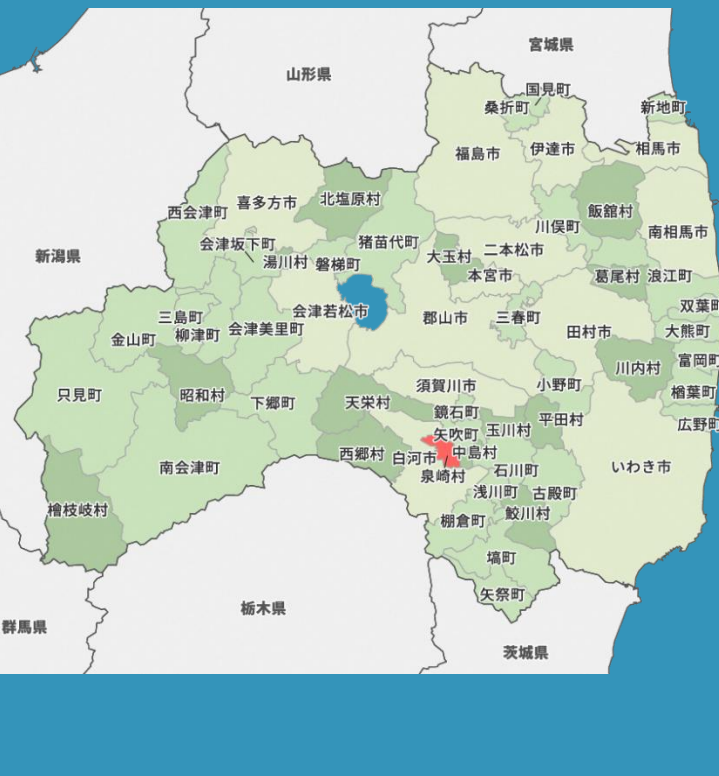 宮城県
山形県
国見町
桑折町
新地町
伊達市
相馬市
福島市
喜多方市
北塩原村
飯舘村
西会津町
川俣町
南相馬市
会津坂下町
猪苗代町
二本松市
大玉村
新潟県
湯川村
磐梯町
本宮市
葛尾村
浪江町
双葉町
会津若松市
三島町
郡山市
三春町
会津美里町
田村市
大熊町
柳津町
金山町
富岡町
川内村
須賀川市
小野町
楢葉町
只見町
昭和村
下郷町
天栄村
鏡石町
平田村
広野町
玉川村
矢吹町
西郷村
中島村
白河市
南会津町
いわき市
石川町
泉崎村
浅川町
古殿町
檜枝岐村
鮫川村
棚倉町
塙町
矢祭町
栃木県
群馬県
茨城県